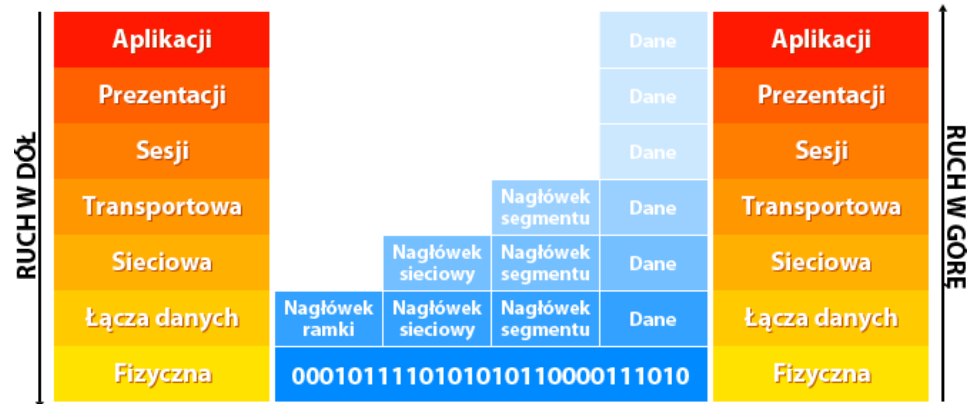 RUCH W DÓŁ
Aplikacji
Dane
Aplikacji
Prezentacji
Dane
Prezentacji
Sesji
Dane
Sesji
Transportowa
Nagłówek
segmentu
Dane
Transportowa
Sieciowa
Nagłówek
sieciowy
Nagłówek
segmentu
Dane
Sieciowa
Łącza danych
Nagłówek
ramki
Nagłówek
sieciowy
Nagłówek
segmentu
Dane
Łącza danych
Fizyczna
0001011110101010110000111010
Fizyczna
RUCH W GÓRĘ